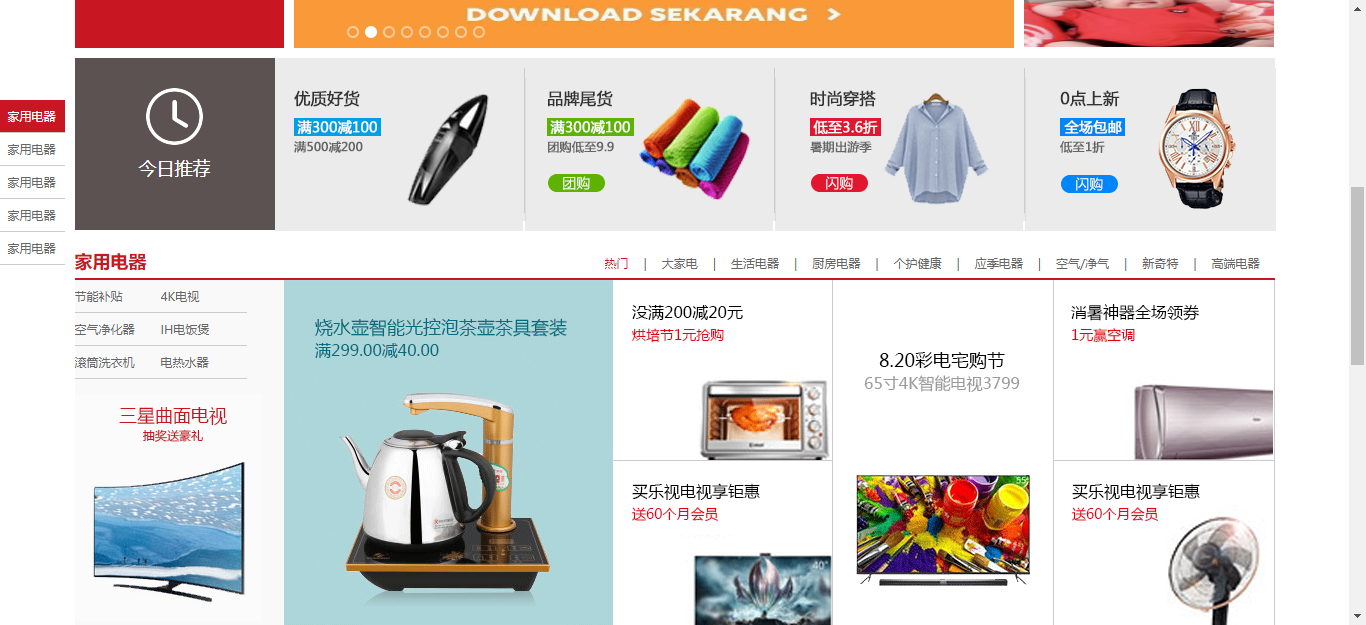 DOWNLOAD SEKARANG >
家用电器
家用电器
家用电器
家用电器
家用电器
今日推荐
优质好货
满300减100
满500减200
品牌尾货
满300减100
团购低至9.9
团购
时尚穿搭
低至3.6折
暑期出游季
闪购
0点上新
全场包邮
低至1折
闪购
家用电器
热门 | 大家电 | 生活电器 | 厨房电器 | 个护健康 | 应季电器 | 空气/净气 | 新奇特 | 高端电器
节能补贴 4K电视
空气净化器 IH电饭煲
滚筒洗衣机 电热水器
三星曲面电视
抽奖送豪礼
烧水壶智能光控泡茶壶茶具套装
满299.00减40.00
没满200减20元
烘培节1元抢购
买乐视电视享钜惠
送60个月会员
40"
8.20彩电宅购节
65寸4K智能电视3799
55"
消暑神器全场领券
1元赢空调
买乐视电视享钜惠
送60个月会员